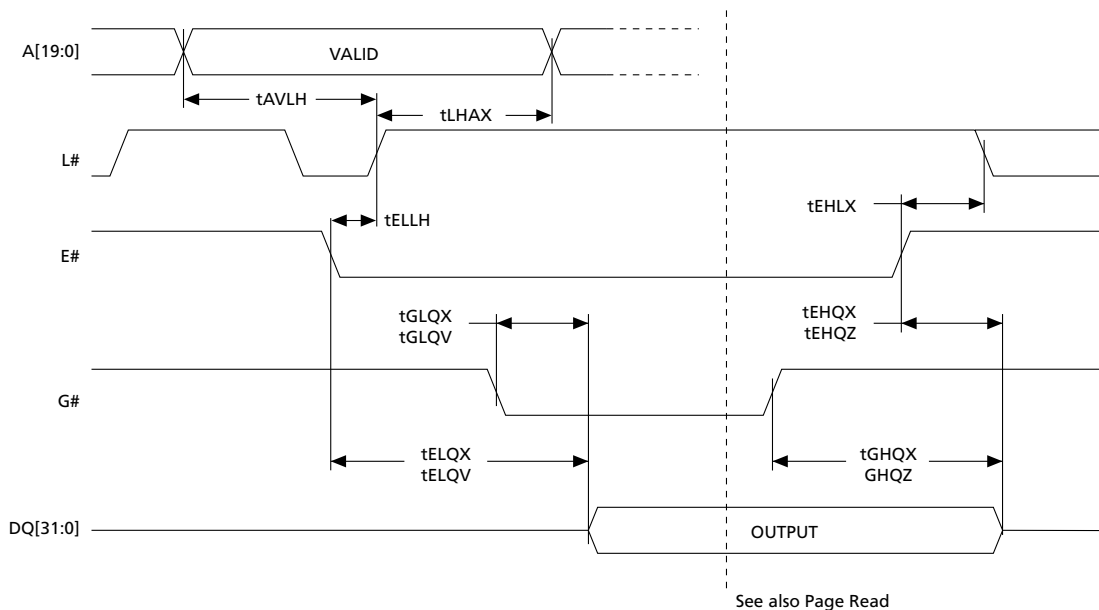 A[19:0]
VALID
tAVLH
tLHAX
L#
tELLH
tEHLX
E#
tGLQX
tGLQV
tEHQX
tEHQZ
G#
tELQX
tELQV
tGHQX
GHQZ
DQ[31:0]
OUTPUT
See also Page Read